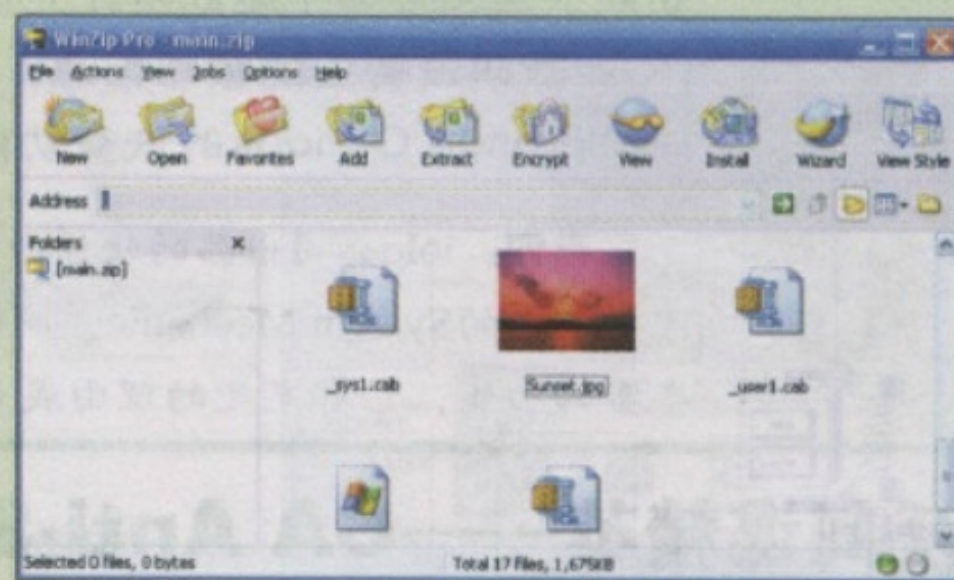 WinZip Pro - main.zip
File Actions View Jobs Options Help
New Open Favorites Add Extract Encrypt View Install Wizard View Style
Address
Folders
[main.zip]
_sys1.cab Sunset.jpg _user1.cab
Selected 0 files, 0 bytes Total 17 files, 1,675KB